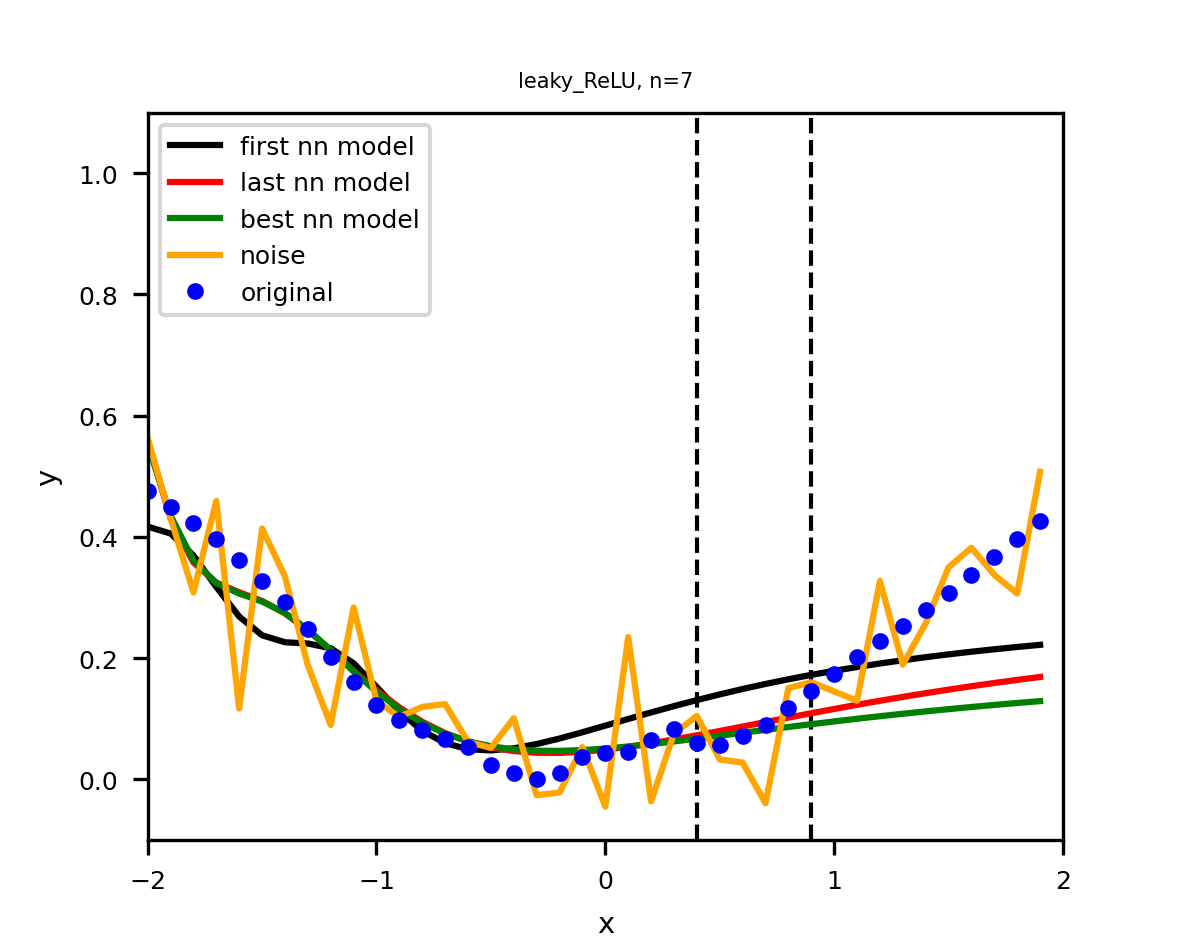 leaky_ReLU, n=7
first nn model
last nn model
best nn model
noise
original
1.0
0.8
0.6
0.4
0.2
0.0
y
−2
−1
0
1
2
x